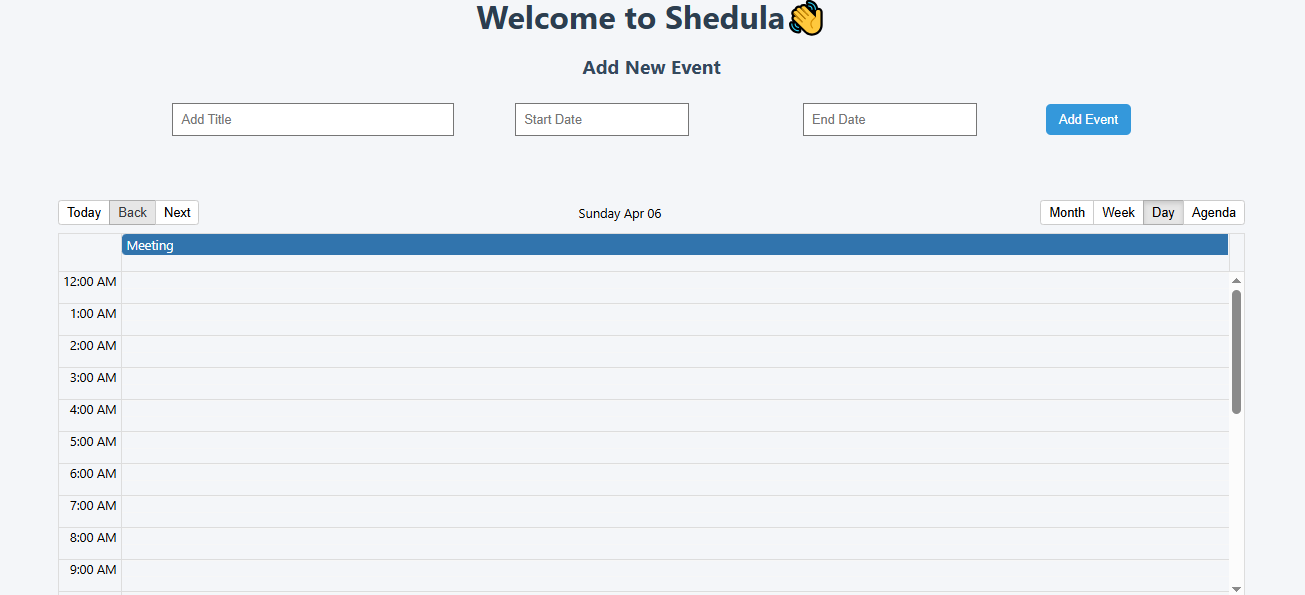 Welcome to Shedula👋
Add New Event
Add Title Start Date End Date Add Event
Today Back Next Sunday Apr 06 Month Week Day Agenda
Meeting
12:00 AM
1:00 AM
2:00 AM
3:00 AM
4:00 AM
5:00 AM
6:00 AM
7:00 AM
8:00 AM
9:00 AM